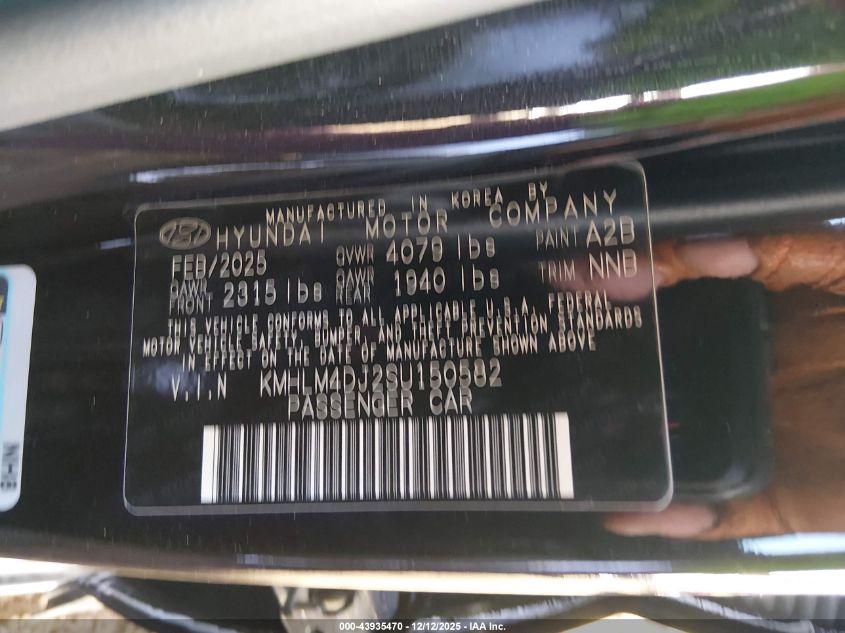 MANUFACTURED IN KOREA BY
HYUNDAI MOTOR COMPANY
FEB/2025 GVWR 4079 lbs PAINT A2B
GAWR FRONT 2315 lbs GAWR REAR 1940 lbs TRIM NNB
THIS VEHICLE CONFORMS TO ALL APPLICABLE U.S.A. FEDERAL
MOTOR VEHICLE SAFETY, BUMPER AND THEFT PREVENTION STANDARDS
IN EFFECT ON THE DATE OF MANUFACTURE SHOWN ABOVE
V.I.N KMHLM4DJ2SU150582
PASSENGER CAR
000-43935470 - 12/12/2025 - IAA Inc.